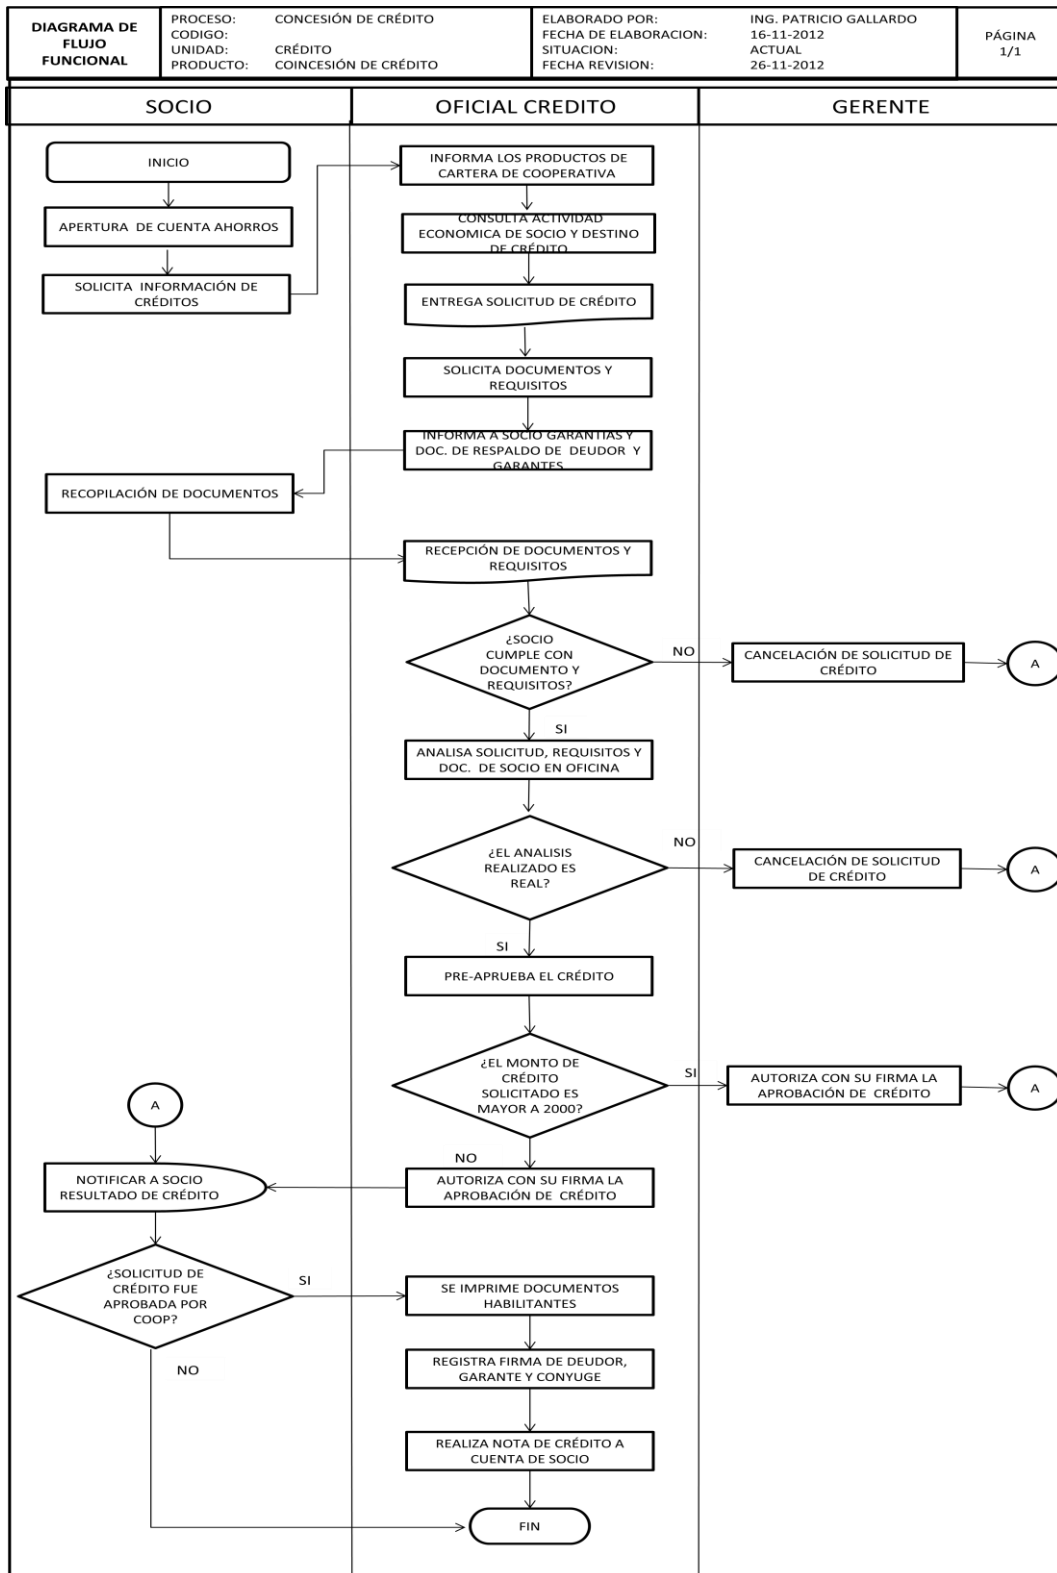 DIAGRAMA DE
FLUJO
FUNCIONAL
PROCESO: CONCESIÓN DE CRÉDITO
CODIGO:
UNIDAD: CRÉDITO
PRODUCTO: COINCESIÓN DE CRÉDITO
ELABORADO POR: ING. PATRICIO GALLARDO
FECHA DE ELABORACION: 16-11-2012
SITUACION: ACTUAL
FECHA REVISION: 26-11-2012
PÁGINA
1/1
SOCIO
OFICIAL CREDITO
GERENTE
INICIO
APERTURA DE CUENTA AHORROS
SOLICITA INFORMACIÓN DE
CRÉDITOS
INFORMA LOS PRODUCTOS DE
CARTERA DE COOPERATIVA
CONSULTA ACTIVIDAD
ECONOMICA DE SOCIO Y DESTINO
DE CRÉDITO
ENTREGA SOLICITUD DE CRÉDITO
SOLICITA DOCUMENTOS Y
REQUISITOS
INFORMA A SOCIO GARANTIAS Y
DOC. DE RESPALDO DE DEUDOR Y
GARANTES
RECOPILACIÓN DE DOCUMENTOS
RECEPCIÓN DE DOCUMENTOS Y
REQUISITOS
¿SOCIO
CUMPLE CON
DOCUMENTO Y
REQUISITOS?
NO
CANCELACIÓN DE SOLICITUD DE
CRÉDITO
A
SI
ANALISA SOLICITUD, REQUISITOS Y
DOC. DE SOCIO EN OFICINA
¿EL ANALISIS
REALIZADO ES
REAL?
NO
CANCELACIÓN DE SOLICITUD
DE CRÉDITO
A
SI
PRE-APRUEBA EL CRÉDITO
¿EL MONTO DE
CRÉDITO
SOLICITADO ES
MAYOR A 2000?
SI
AUTORIZA CON SU FIRMA LA
APROBACIÓN DE CRÉDITO
A
A
NO
AUTORIZA CON SU FIRMA LA
APROBACIÓN DE CRÉDITO
NOTIFICAR A SOCIO
RESULTADO DE CRÉDITO
¿SOLICITUD DE
CRÉDITO FUE
APROBADA POR
COOP?
SI
NO
SE IMPRIME DOCUMENTOS
HABILITANTES
REGISTRA FIRMA DE DEUDOR,
GARANTE Y CONYUGE
REALIZA NOTA DE CRÉDITO A
CUENTA DE SOCIO
FIN